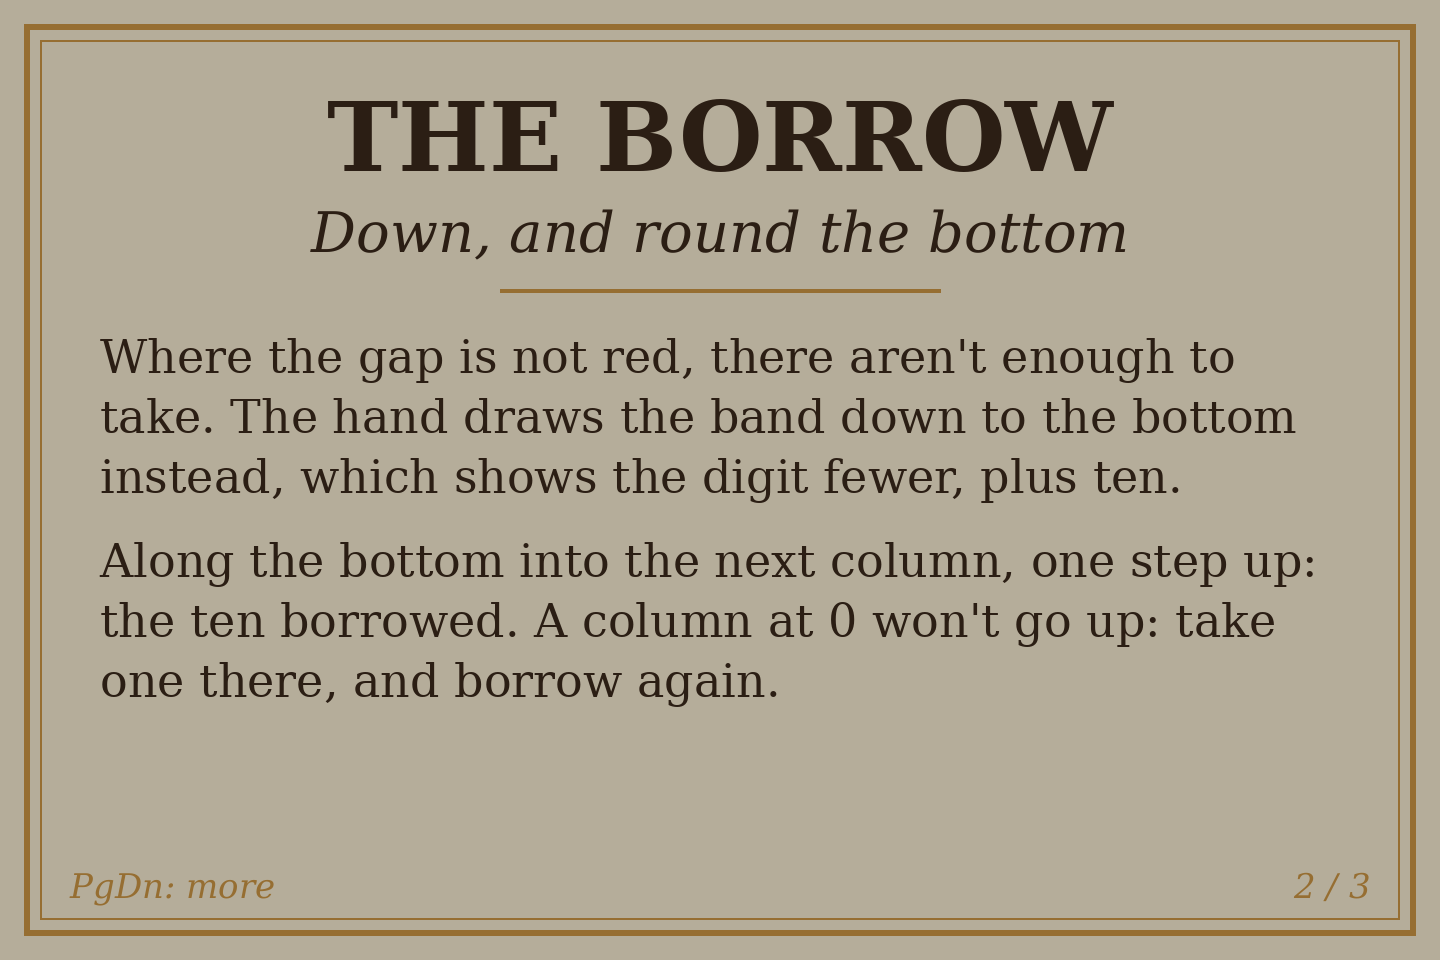 THE BORROW
Down, and round the bottom
Where the gap is not red, there aren't enough to
take. The hand draws the band down to the bottom
instead, which shows the digit fewer, plus ten.
Along the bottom into the next column, one step up:
the ten borrowed. A column at 0 won't go up: take
one there, and borrow again.
PgDn: more
2 / 3